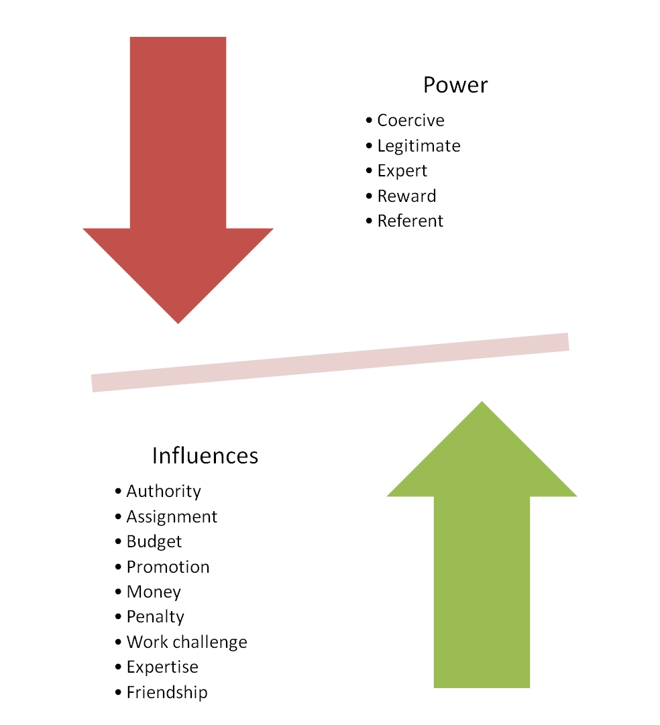 Power
• Coercive
• Legitimate
• Expert
• Reward
• Referent
Influences
• Authority
• Assignment
• Budget
• Promotion
• Money
• Penalty
• Work challenge
• Expertise
• Friendship